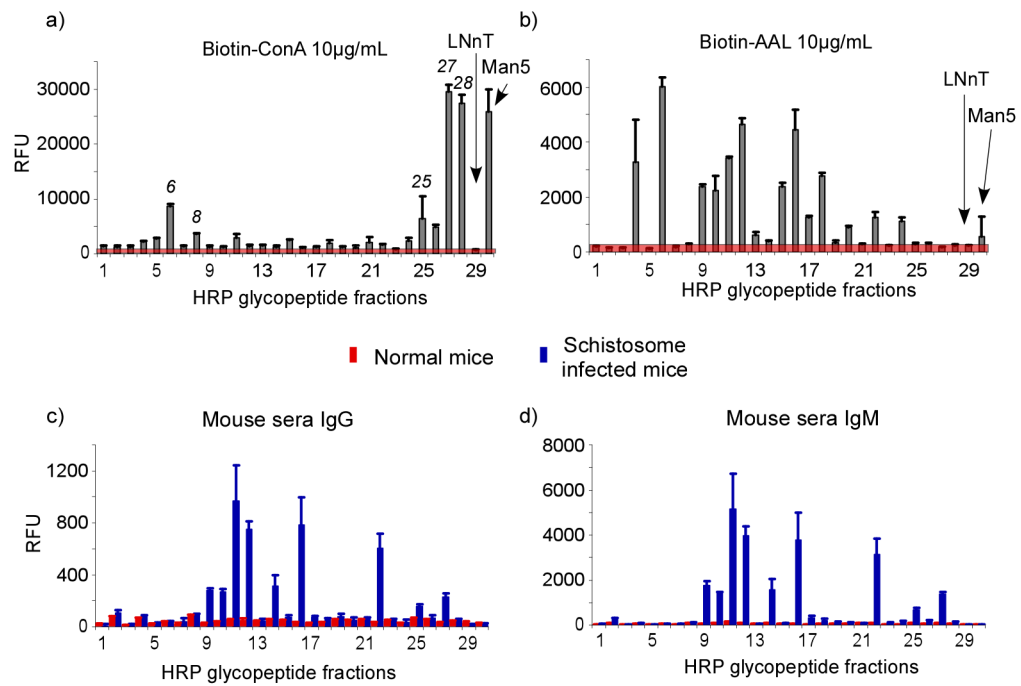 a)
Biotin-ConA 10µg/mL
LNnT
Man5
27
28
6
8
25
RFU
30000
20000
10000
0
1 5 9 13 17 21 25 29
HRP glycopeptide fractions
b)
Biotin-AAL 10µg/mL
LNnT
Man5
6000
4000
2000
0
1 5 9 13 17 21 25 29
HRP glycopeptide fractions
Normal mice
Schistosome
infected mice
c)
Mouse sera IgG
RFU
1200
800
400
0
1 5 9 13 17 21 25 29
HRP glycopeptide fractions
d)
Mouse sera IgM
8000
6000
4000
2000
0
1 5 9 13 17 21 25 29
HRP glycopeptide fractions